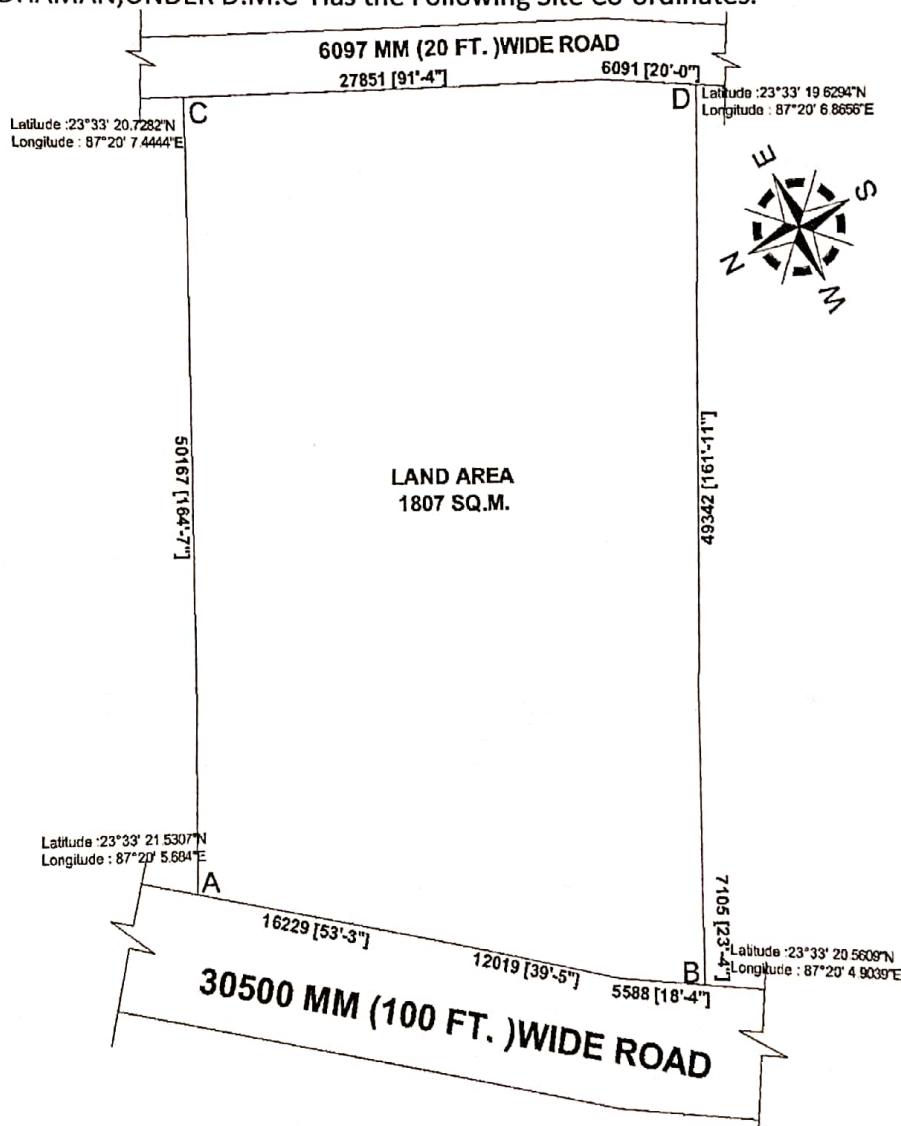 DHAMAN,UNDER D.M.C Has the Following Site Co-ordinates:
6097 MM (20 FT. )WIDE ROAD
27851 [91'-4"]
6091 [20'-0"]
C
D
Latitude :23°33' 20.7282"N
Longitude : 87°20' 7.4444"E
Latitude :23°33' 19.6294"N
Longitude : 87°20' 6.8656"E
E
S
N
W
50167 [164'-7"]
LAND AREA
1807 SQ.M.
49342 [161'-11"]
Latitude :23°33' 21.5307"N
Longitude : 87°20' 5.684"E
A
16229 [53'-3"]
12019 [39'-5"]
5588 [18'-4"]
B
7105 [23'-4"]
Latitude :23°33' 20.5609"N
Longitude : 87°20' 4.9039"E
30500 MM (100 FT. )WIDE ROAD